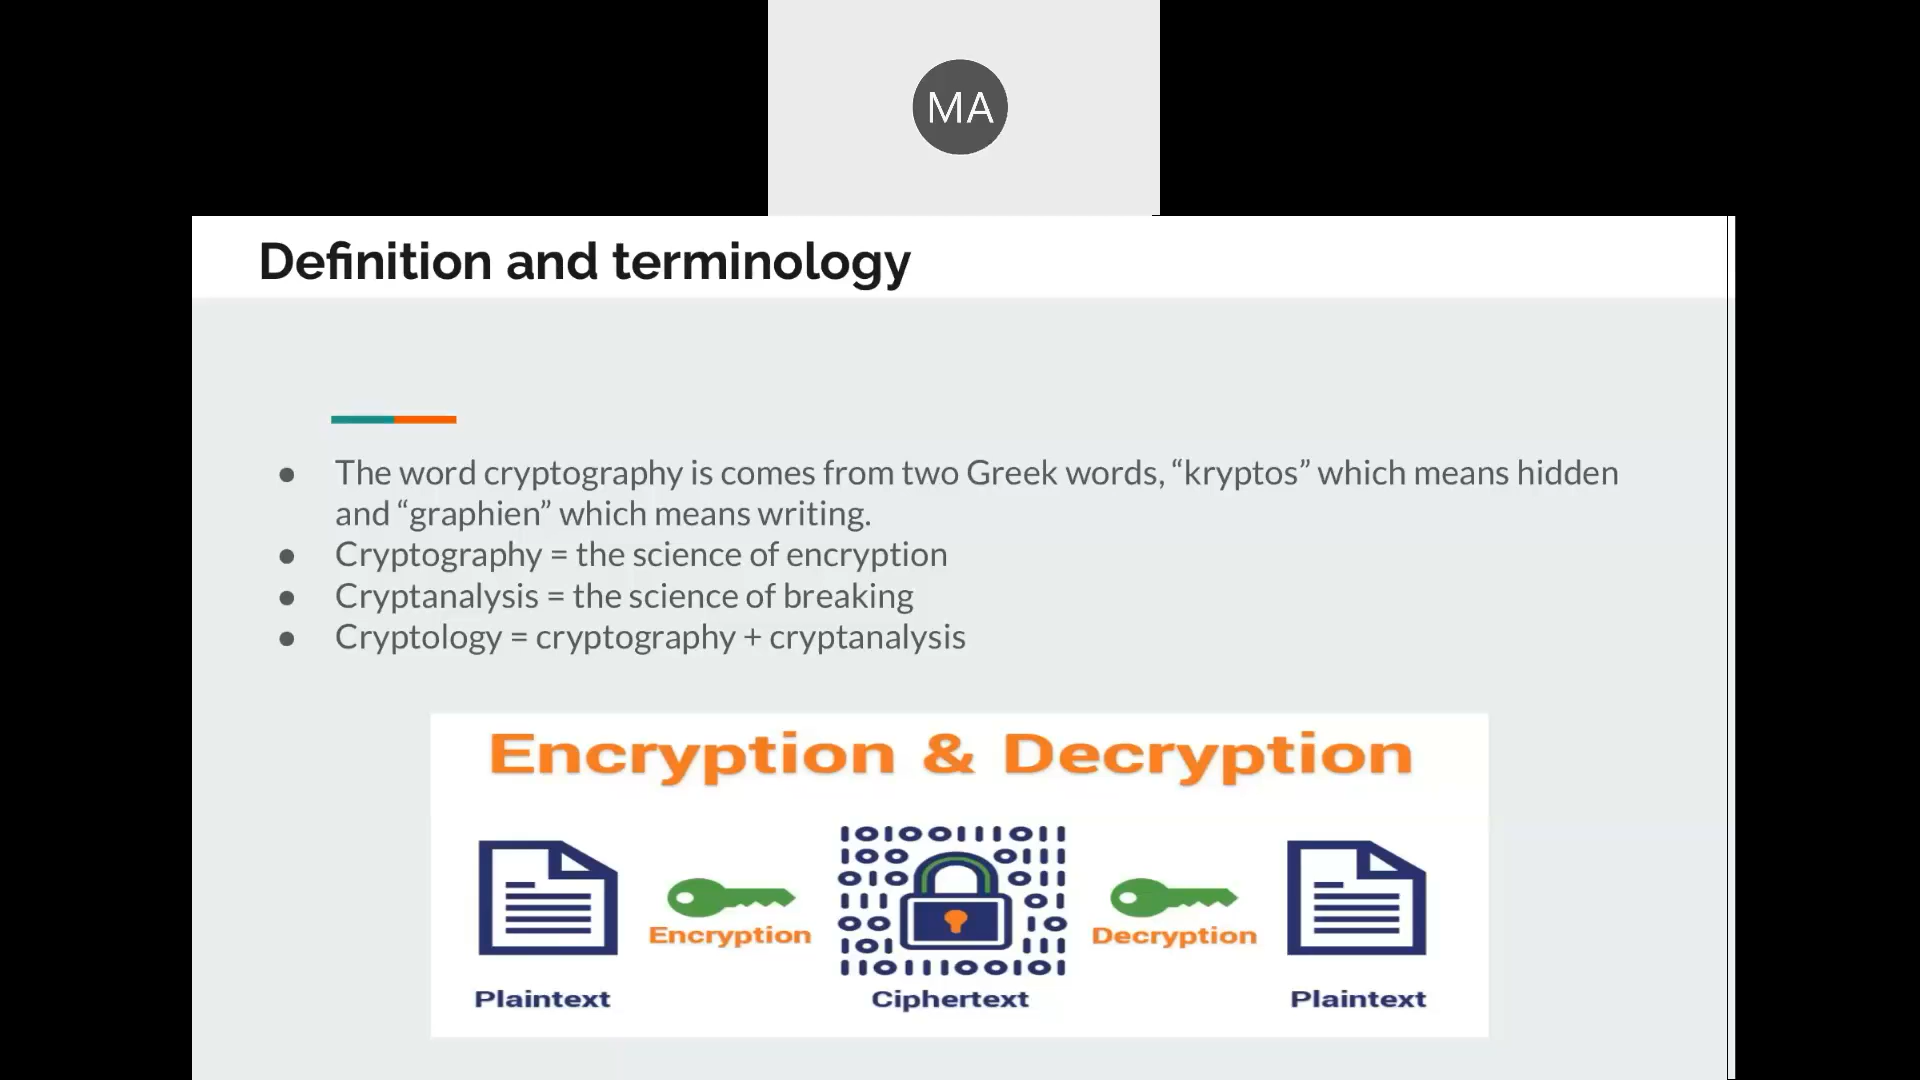 MA
Definition and terminology
● The word cryptography is comes from two Greek words, “kryptos” which means hidden
and “graphien” which means writing.
● Cryptography = the science of encryption
● Cryptanalysis = the science of breaking
● Cryptology = cryptography + cryptanalysis
Encryption & Decryption
Encryption
Decryption
Plaintext
Ciphertext
Plaintext